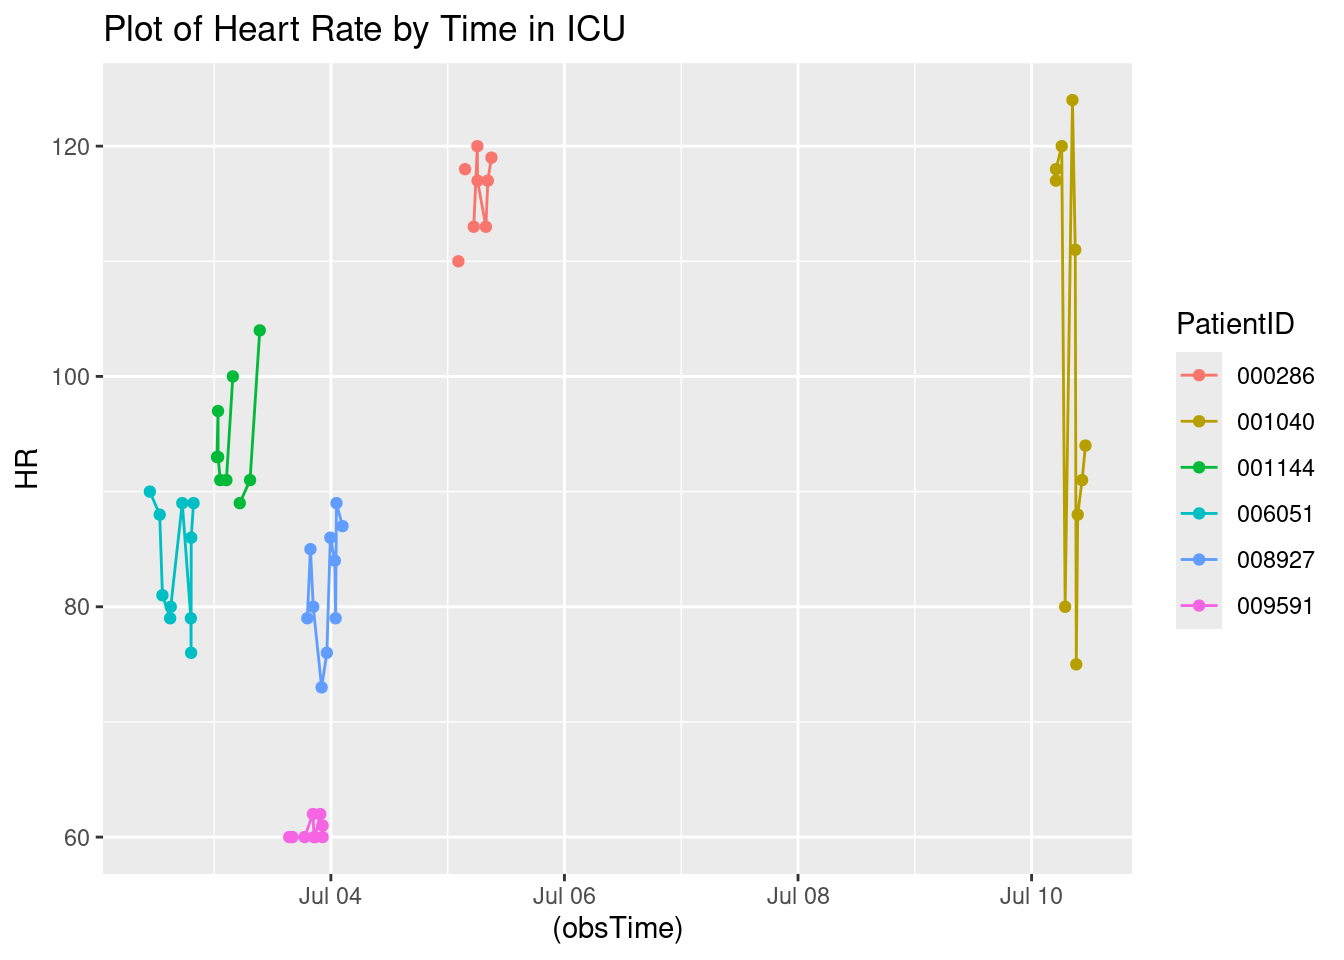 Plot of Heart Rate by Time in ICU
HR
120
100
80
60
Jul 04 Jul 06 Jul 08 Jul 10
(obsTime)
PatientID
000286
001040
001144
006051
008927
009591